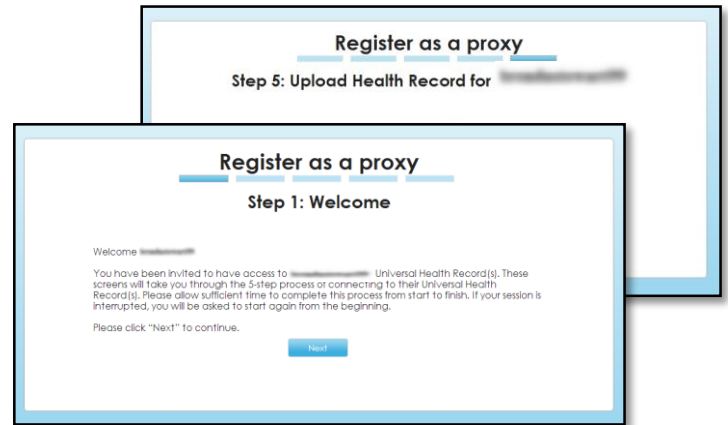 Register as a proxy
Step 5: Upload Health Record for
Register as a proxy
Step 1: Welcome
Welcome
You have been invited to have access to Universal Health Record(s). These
screens will take you through the 5-step process of connecting to their Universal Health
Record(s). Please allow sufficient time to complete this process from start to finish. If your session is
interrupted, you will be asked to start again from the beginning.
Please click “Next” to continue.
Next